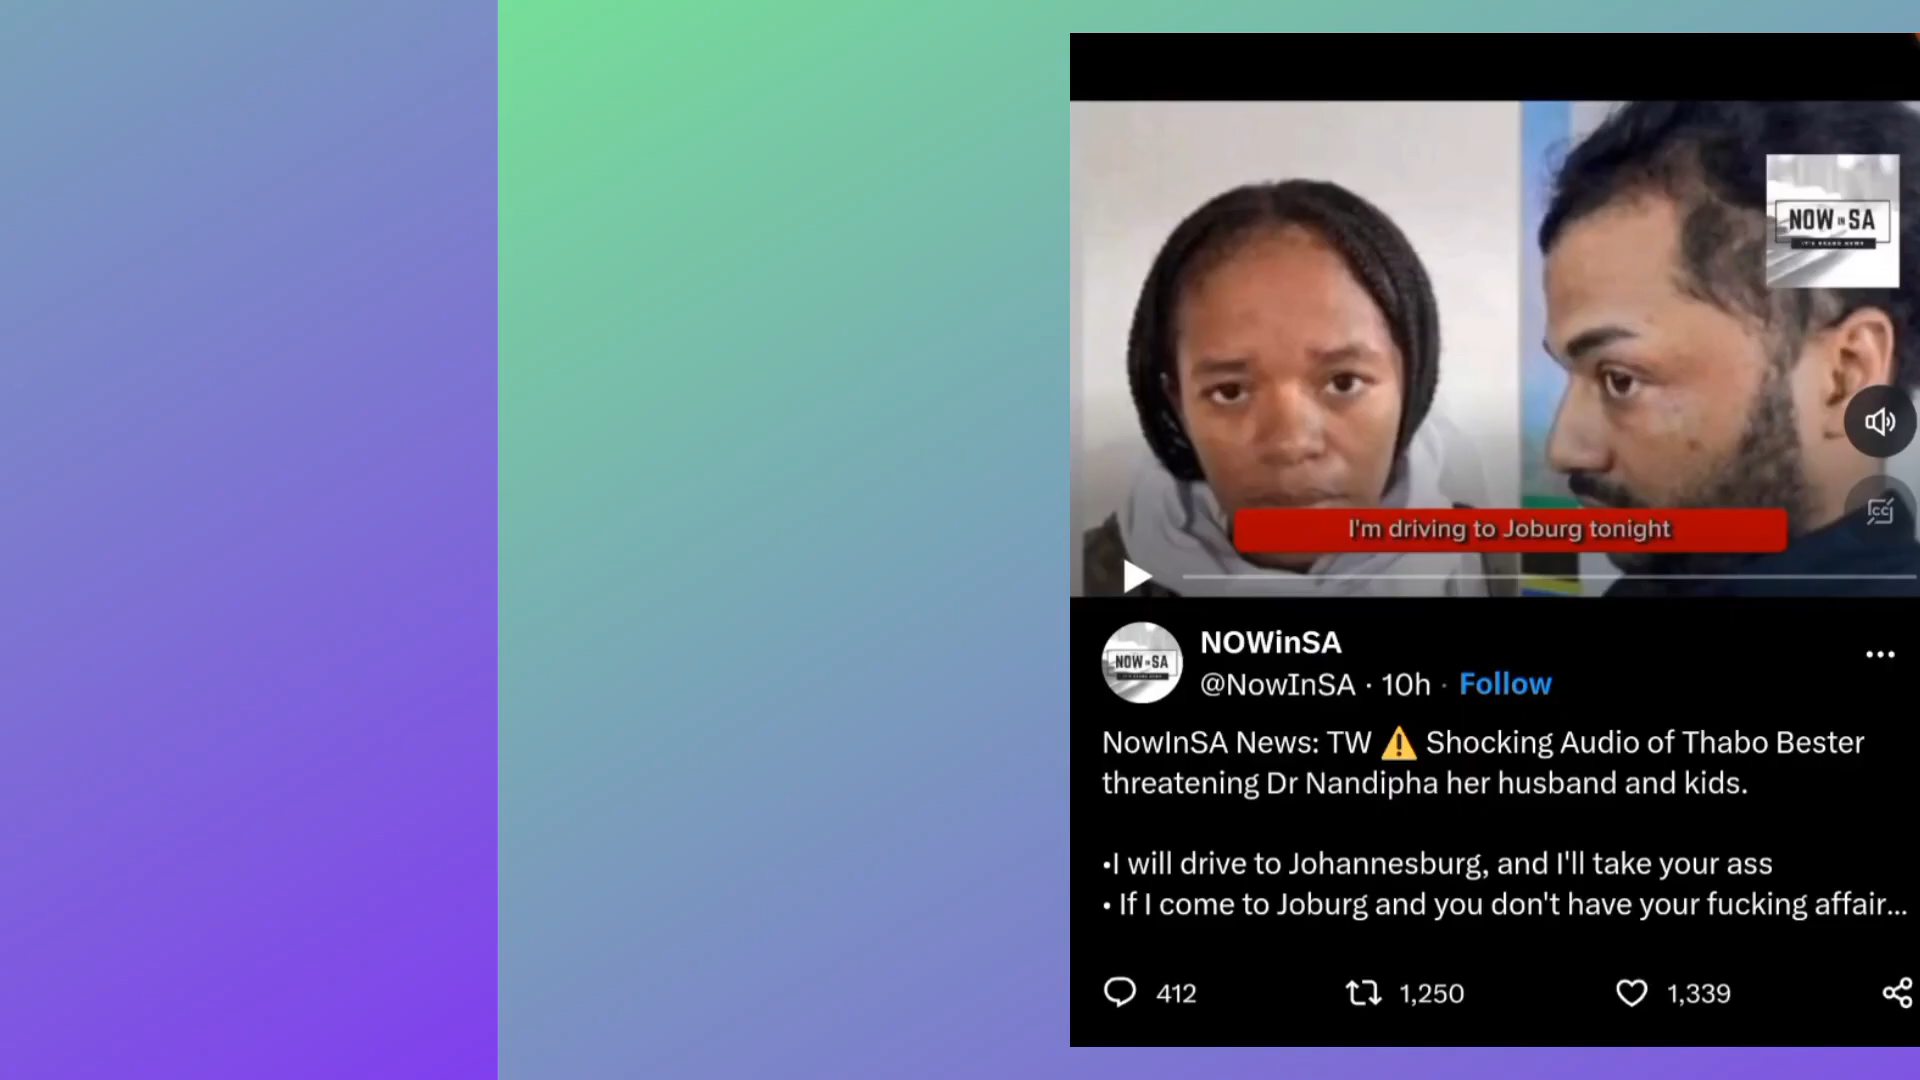 NOW IN SA
I'm driving to Joburg tonight
CC
NOW IN SA
NOWinSA
@NowInSA · 10h · Follow
NowInSA News: TW ⚠️ Shocking Audio of Thabo Bester
threatening Dr Nandipha her husband and kids.
•I will drive to Johannesburg, and I'll take your ass
• If I come to Joburg and you don't have your fucking affair...
412
1,250
1,339